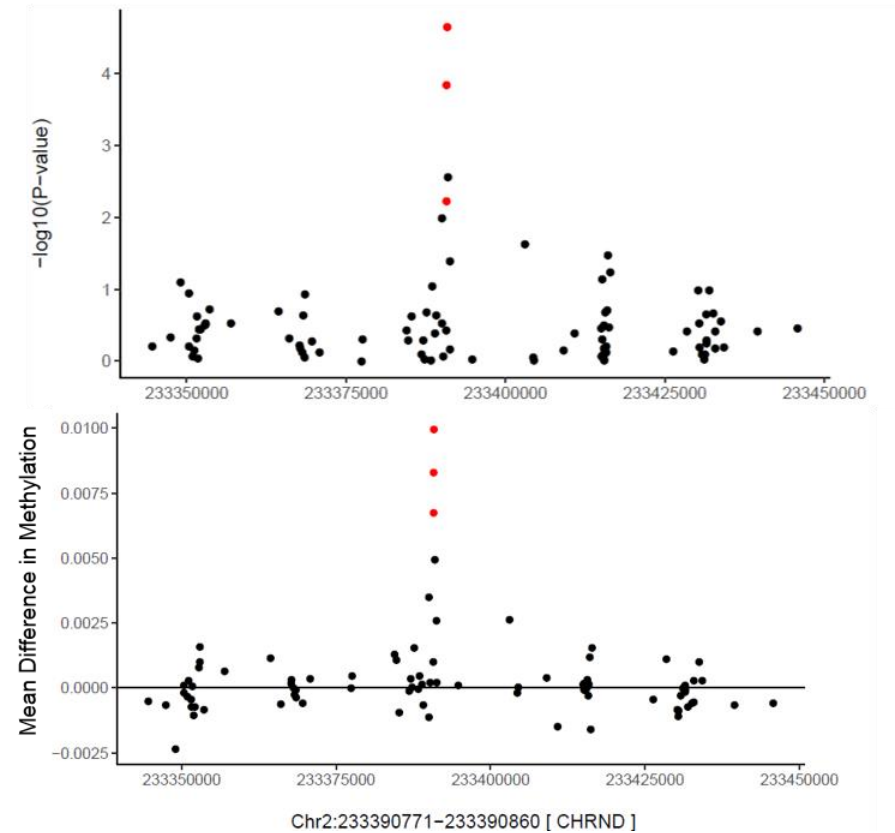 −log10(P−value)
4
3
2
1
0
233350000 233375000 233400000 233425000 233450000
Mean Difference in Methylation
0.0100
0.0075
0.0050
0.0025
0.0000
−0.0025
233350000 233375000 233400000 233425000 233450000
Chr2:233390771−233390860 [ CHRND ]